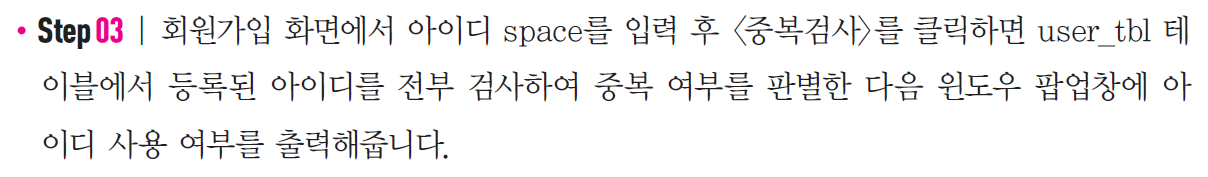 • Step 03 | 회원가입 화면에서 아이디 space를 입력 후 〈중복검사〉를 클릭하면 user_tbl 테
이블에서 등록된 아이디를 전부 검사하여 중복 여부를 판별한 다음 윈도우 팝업창에 아
이디 사용 여부를 출력해줍니다.